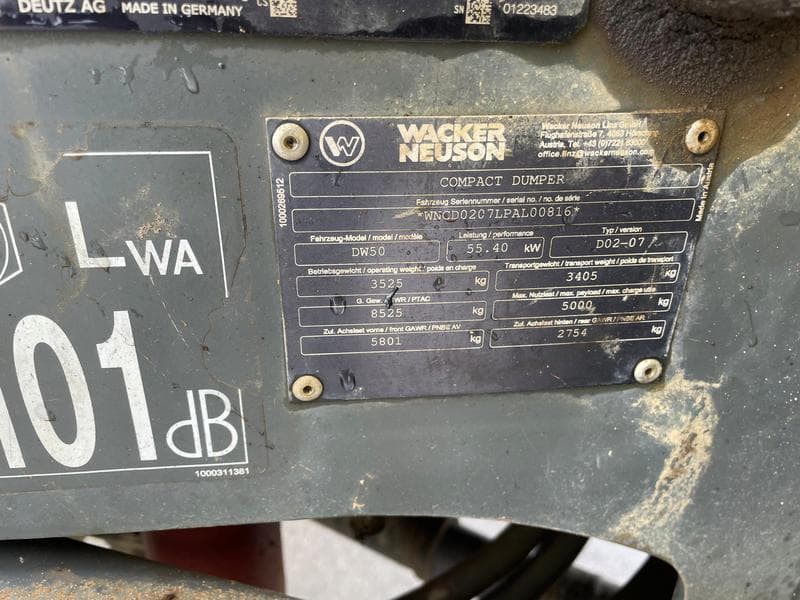 DEUTZ AG MADE IN GERMANY
SN 01223483
WACKER NEUSON
Wacker Neuson Linz GmbH
Flughafenstraße 7, 4063 Hörsching
Austria, Tel. +43 (0)7221 63000
office.linz@wackerneuson.com
COMPACT DUMPER
Fahrzeug Seriennummer / serial no. / no. de série
*WNCD0207LPAL00816*
Fahrzeug-Model / model / modèle
DW50
Leistung / performance
55.40 kW
Typ / version
D02-07
Betriebsgewicht / operating weight / poids en charge
3525 kg
Transportgewicht / transport weight / poids de transport
3405 kg
G. Gew. / PTAC
8525 kg
Max. Nutzlast / max. payload / max. charge utile
5000 kg
Zul. Achslast vorne / front GAWR / PNBE AV
5801 kg
Zul. Achslast hinten / rear GAWR / PNBE AR
2754 kg
1000269512
Made in Austria
LWA
101 dB
1000311381